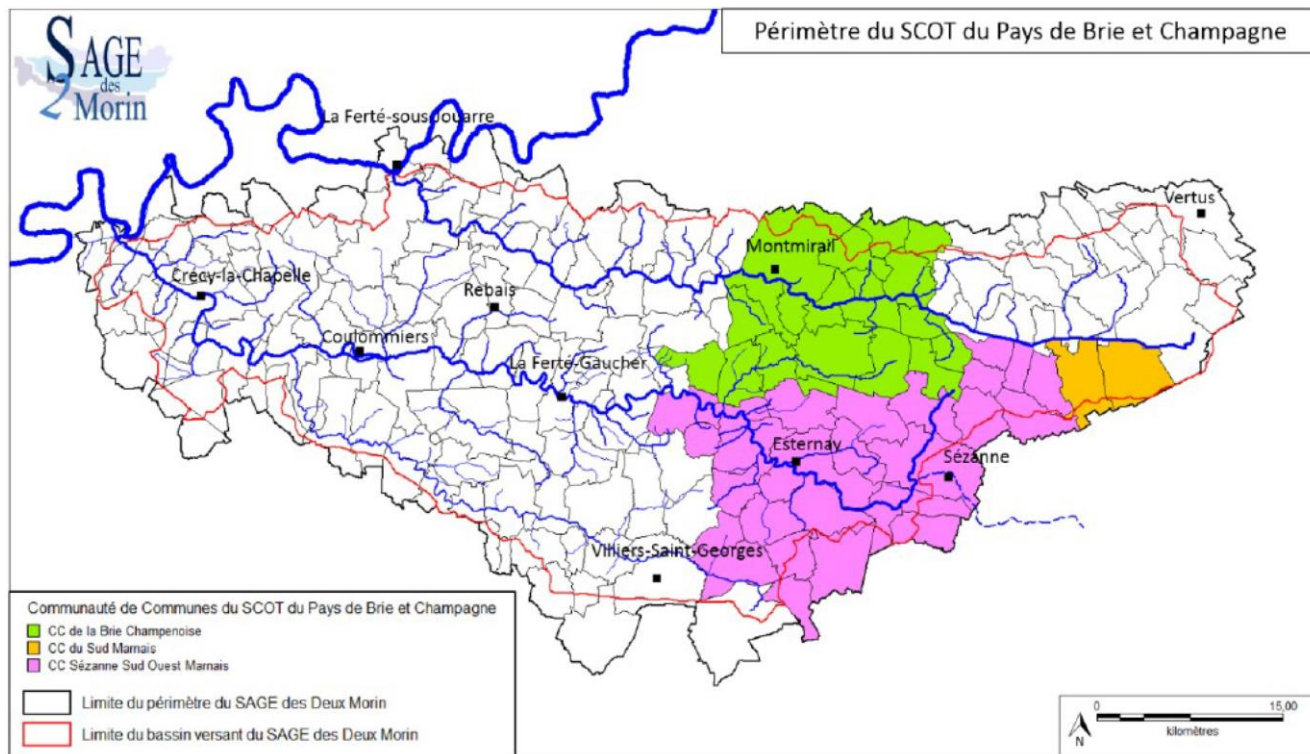 Périmètre du SCOT du Pays de Brie et Champagne
SAGE
des
2 Morin
La Ferté-sous-Jouarre
Vertus
Montmirail
Crécy-la-Chapelle
Rebais
Coulommiers
La Ferté-Gaucher
Esternay
Sézanne
Villiers-Saint-Georges
Communauté de Communes du SCOT du Pays de Brie et Champagne
CC de la Brie Champenoise
CC du Sud Marnais
CC Sézanne Sud Ouest Marnais
Limite du périmètre du SAGE des Deux Morin
Limite du bassin versant du SAGE des Deux Morin
0 15,00
kilomètres
N